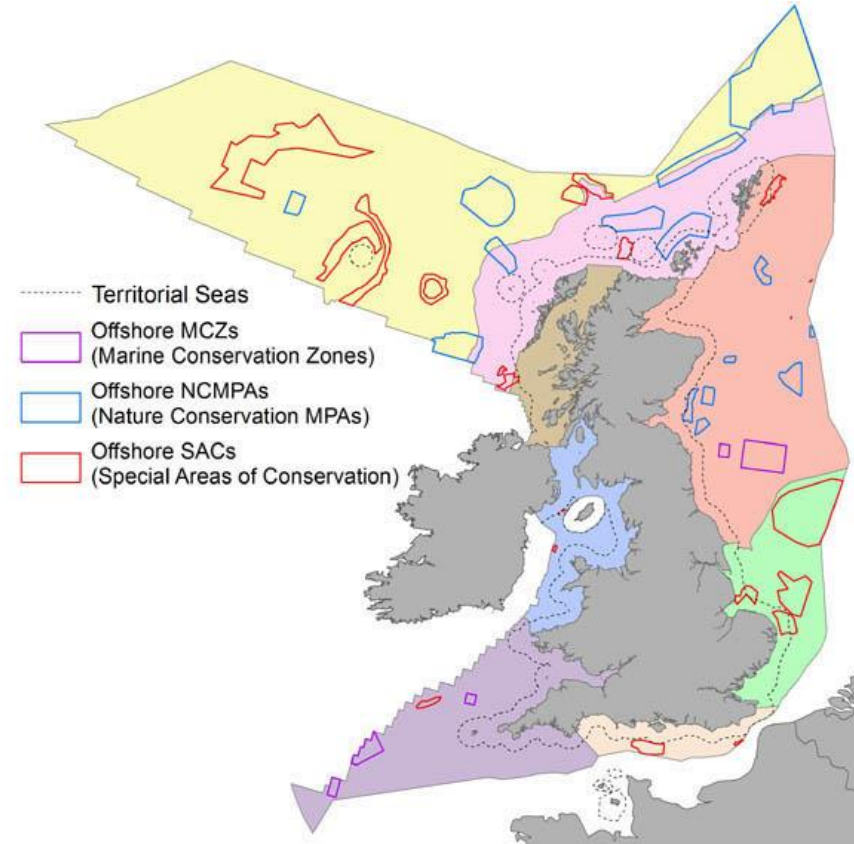 Territorial Seas
Offshore MCZs
(Marine Conservation Zones)
Offshore NCMPAs
(Nature Conservation MPAs)
Offshore SACs
(Special Areas of Conservation)